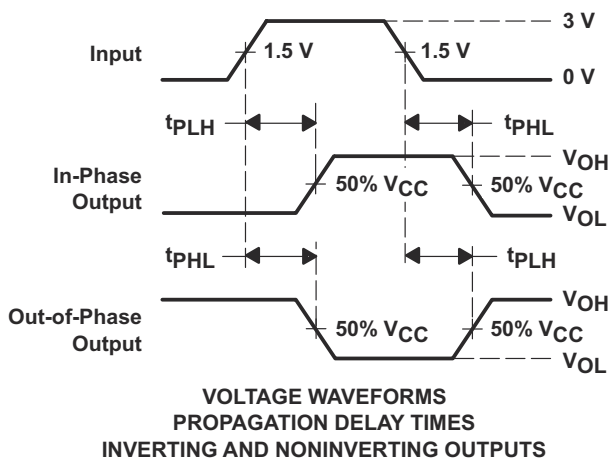 3 V
Input
1.5 V
1.5 V
0 V
tPLH
tPHL
In-Phase
Output
VOH
50% VCC
50% VCC
VOL
tPHL
tPLH
Out-of-Phase
Output
VOH
50% VCC
50% VCC
VOL
VOLTAGE WAVEFORMS
PROPAGATION DELAY TIMES
INVERTING AND NONINVERTING OUTPUTS